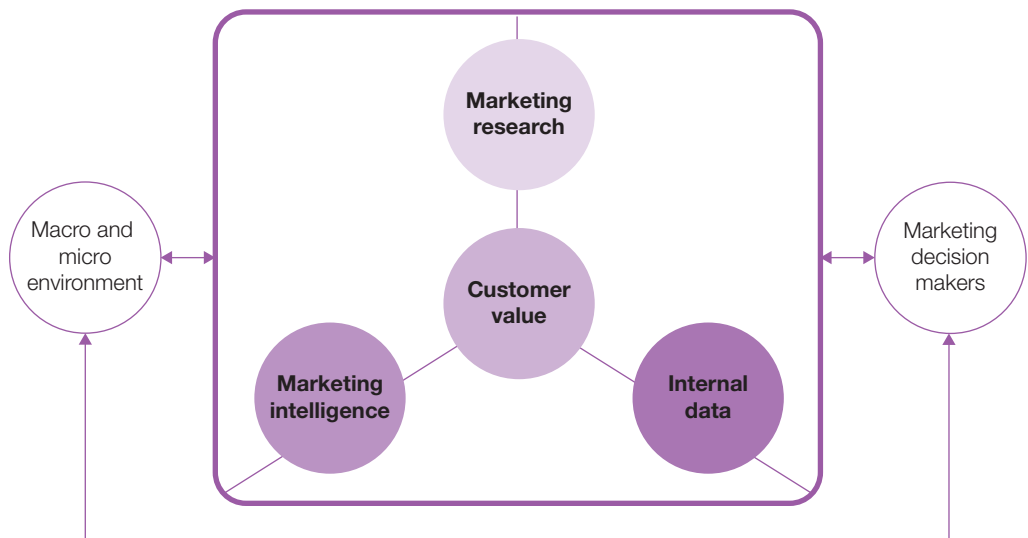 Marketing
research
Macro and
micro
environment
Marketing
decision
makers
Customer
value
Marketing
intelligence
Internal
data